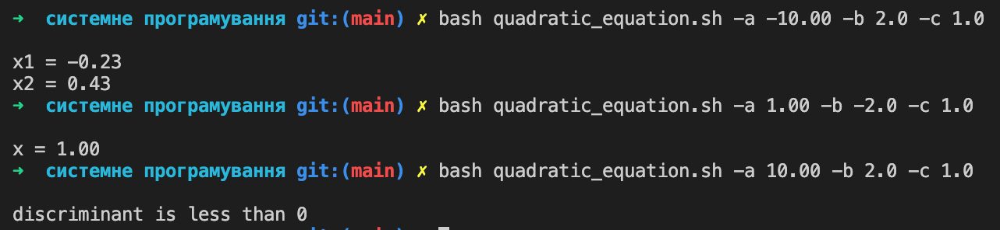 ➜ системне програмування git:(main) ✗ bash quadratic_equation.sh -a -10.00 -b 2.0 -c 1.0
x1 = -0.23
x2 = 0.43
➜ системне програмування git:(main) ✗ bash quadratic_equation.sh -a 1.00 -b -2.0 -c 1.0
x = 1.00
➜ системне програмування git:(main) ✗ bash quadratic_equation.sh -a 10.00 -b 2.0 -c 1.0
discriminant is less than 0